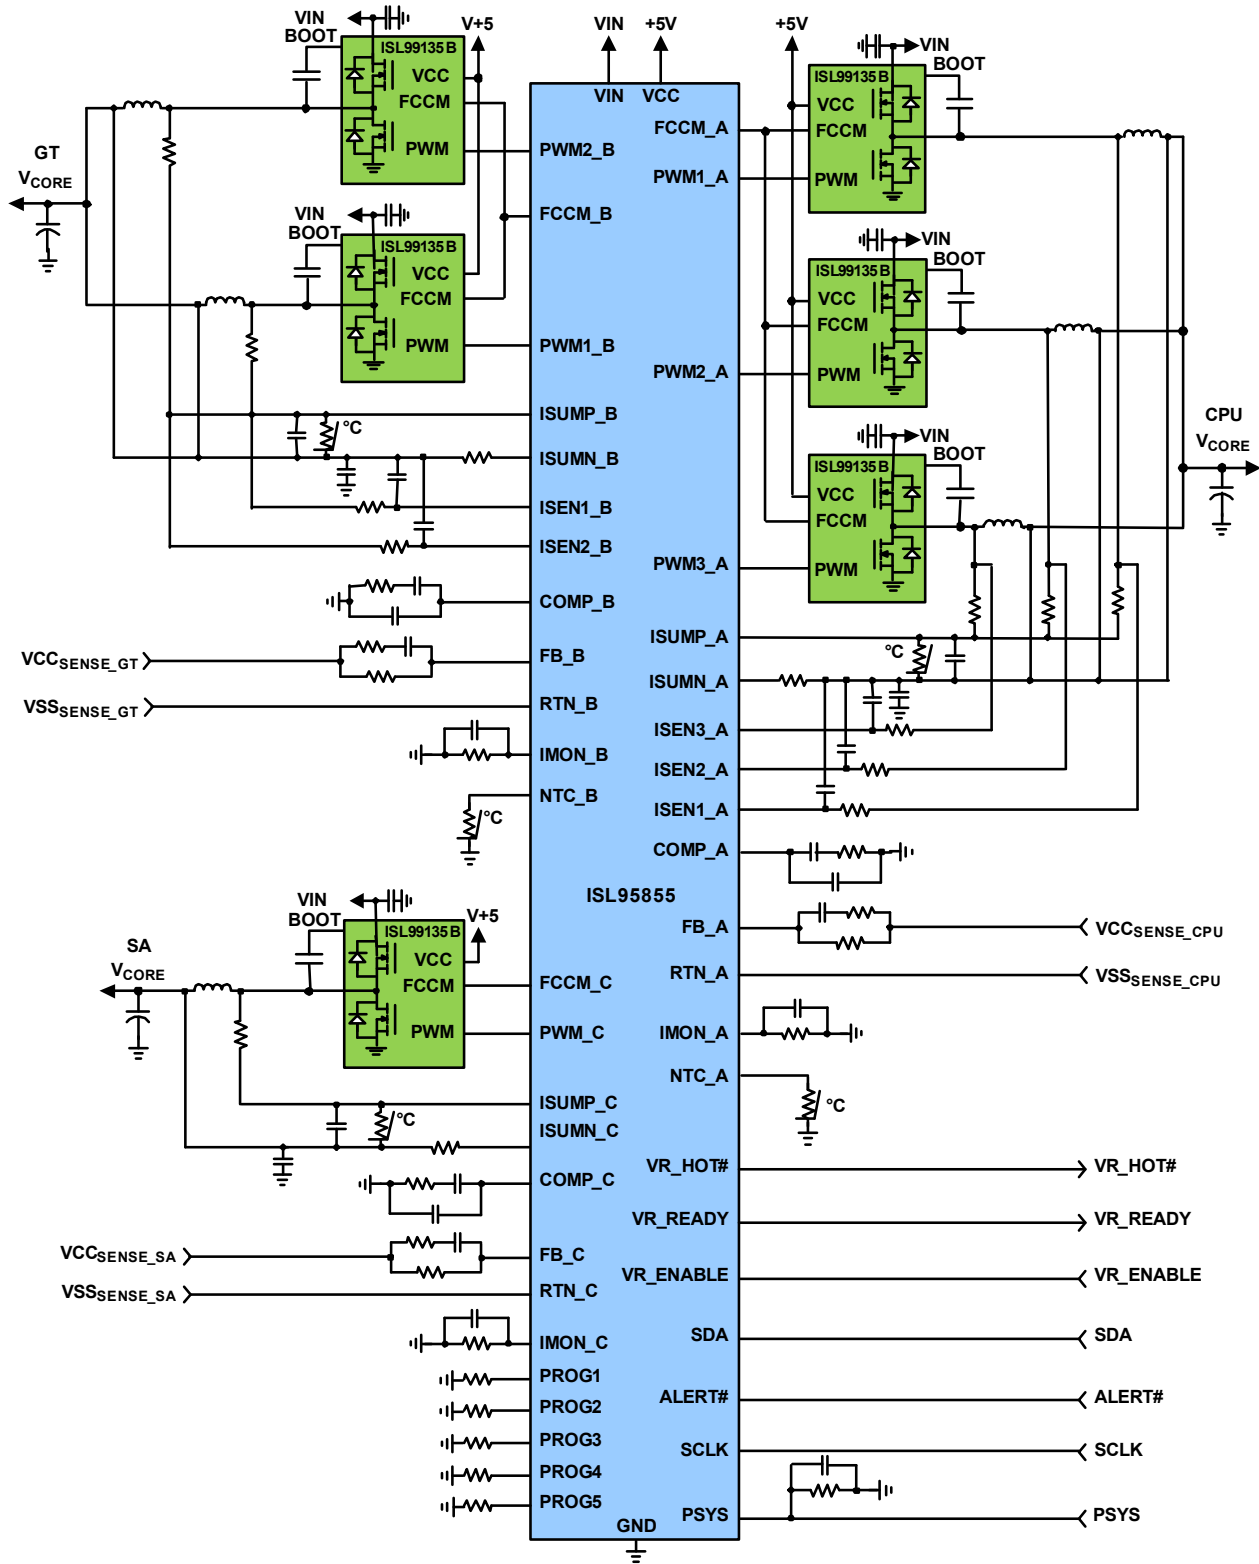 VIN
BOOT
V+5
ISL99135B
VCC
FCCM
PWM
VIN
+5V
VIN
VCC
+5V
VIN
BOOT
ISL99135B
VCC
FCCM
PWM
FCCM_A
PWM1_A
PWM2_B
FCCM_B
GT
VCORE
VIN
BOOT
ISL99135B
VCC
FCCM
PWM
PWM1_B
VIN
BOOT
ISL99135B
VCC
FCCM
PWM
PWM2_A
ISUMP_B
°C
ISUMN_B
ISEN1_B
ISEN2_B
VIN
BOOT
ISL99135B
VCC
FCCM
PWM
PWM3_A
CPU
VCORE
COMP_B
VCCSENSE_GT
FB_B
VSSSENSE_GT
RTN_B
IMON_B
NTC_B
°C
ISUMP_A
°C
ISUMN_A
ISEN3_A
ISEN2_A
ISEN1_A
COMP_A
ISL95855
FB_A
VCCSENSE_CPU
RTN_A
VSSSENSE_CPU
IMON_A
NTC_A
°C
VIN
BOOT
V+5
ISL99135B
VCC
FCCM
PWM
SA
VCORE
FCCM_C
PWM_C
ISUMP_C
°C
ISUMN_C
COMP_C
VCCSENSE_SA
FB_C
VSSSENSE_SA
RTN_C
IMON_C
PROG1
PROG2
PROG3
PROG4
PROG5
VR_HOT#
VR_HOT#
VR_READY
VR_READY
VR_ENABLE
VR_ENABLE
SDA
SDA
ALERT#
ALERT#
SCLK
SCLK
PSYS
PSYS
GND